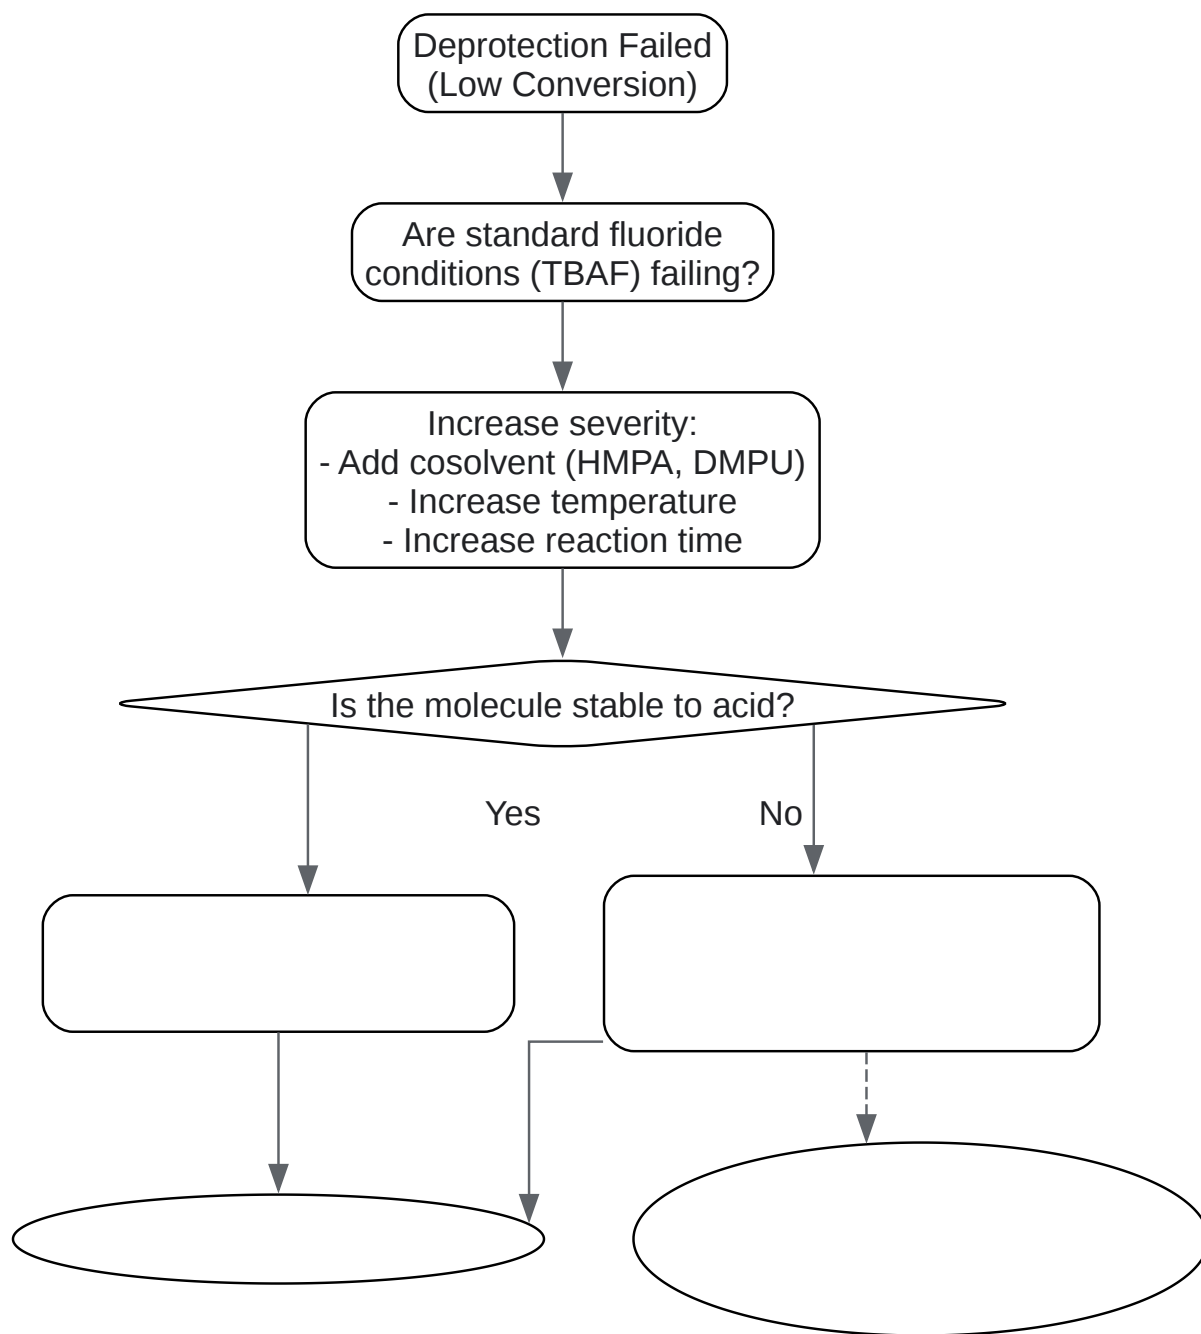 Deprotection Failed
(Low Conversion)
Are standard fluoride
conditions (TBAF) failing?
Increase severity:
- Add cosolvent (HMPA, DMPU)
- Increase temperature
- Increase reaction time
Is the molecule stable to acid?
Yes
No